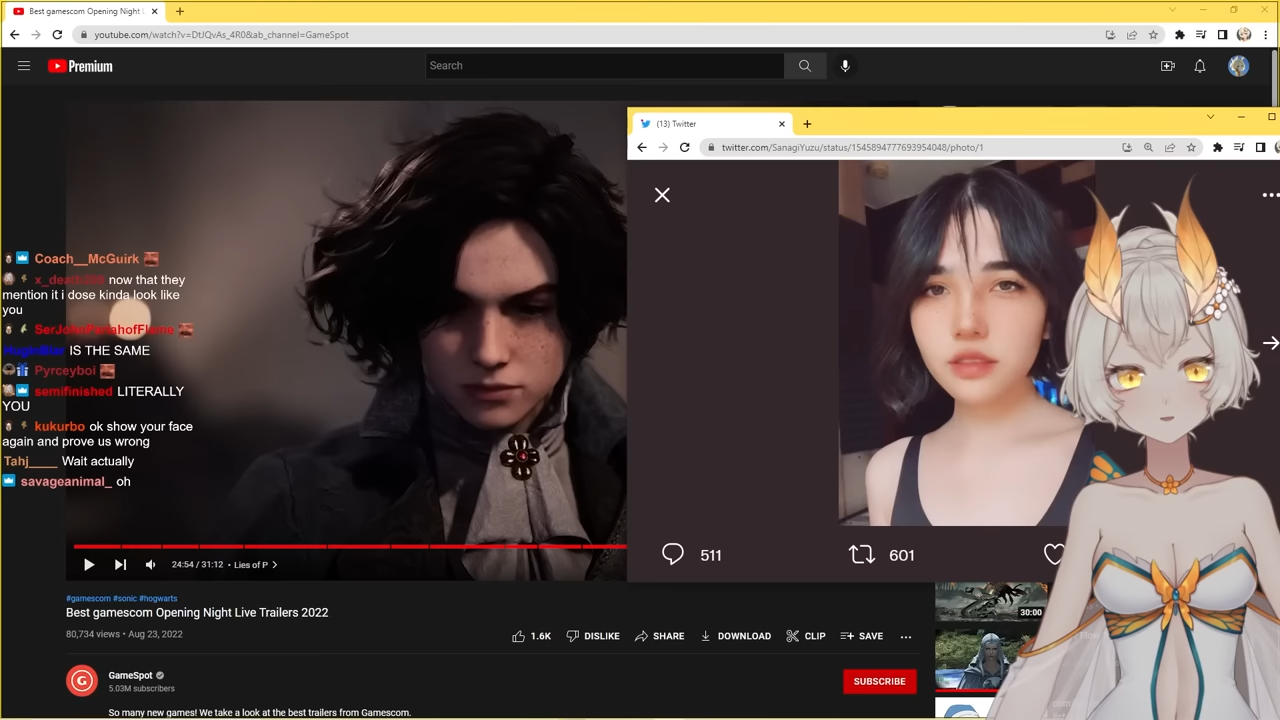 Best gamescom Opening Night L
youtube.com/watch?v=DtJQvAs_4R0&ab_channel=GameSpot
Premium
Search
(13) Twitter
twitter.com/SanagiYuzu/status/1545894777693954048/photo/1
Coach__McGuirk
now that they
mention it i dose kinda look like
you
IS THE SAME
Pyrceyboi
semifinished LITERALLY
YOU
kukurbo ok show your face
again and prove us wrong
Tahj____ Wait actually
savageanimal_ oh
511
601
24:54 / 31:12 • Lies of P
30:00
#gamescom #sonic #hogwarts
Best gamescom Opening Night Live Trailers 2022
80,734 views • Aug 23, 2022
1.6K
DISLIKE
SHARE
DOWNLOAD
CLIP
SAVE
G
GameSpot
5.03M subscribers
SUBSCRIBE
So many new games! We take a look at the best trailers from Gamescom.